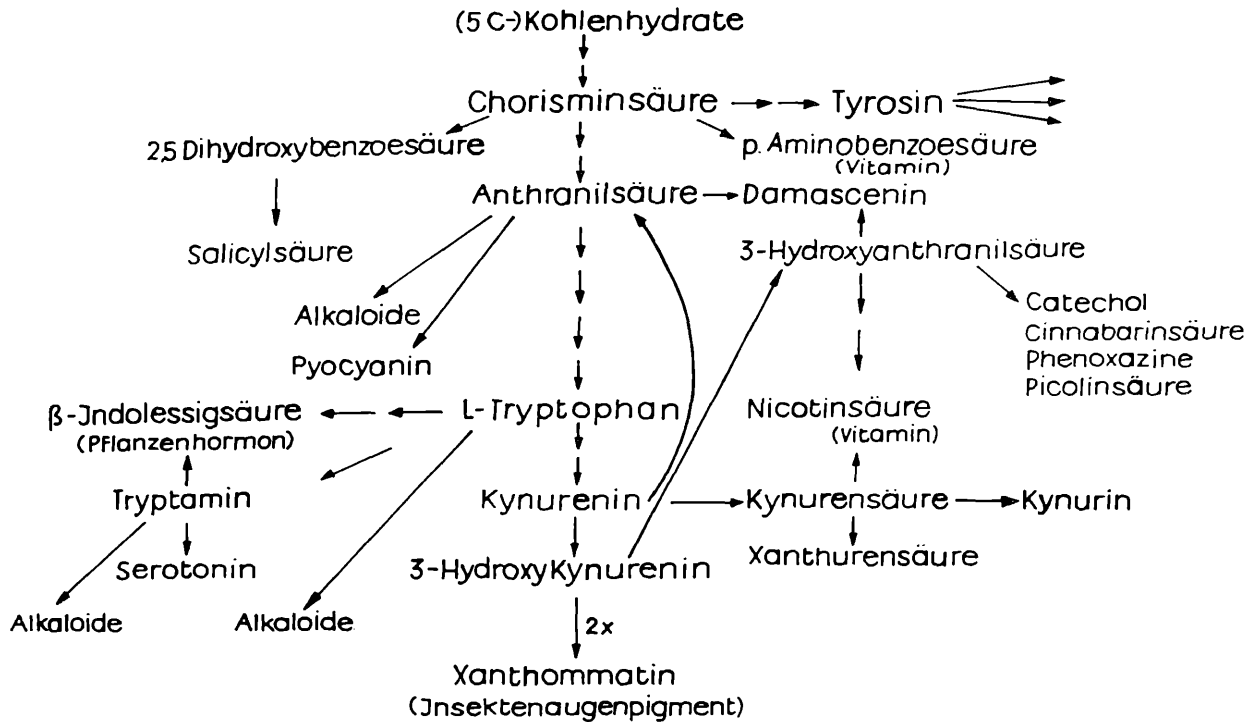 (5 C-)Kohlenhydrate
Chorisminsäure
Tyrosin
2,5 Dihydroxybenzoesäure
p. Aminobenzoesäure
(Vitamin)
Anthranilsäure
Damascenin
Salicylsäure
3-Hydroxyanthranilsäure
Alkaloide
Catechol
Cinnabarinsäure
Phenoxazine
Picolinsäure
Pyocyanin
β-Jndolessigsäure
(Pflanzenhormon)
L-Tryptophan
Nicotinsäure
(Vitamin)
Tryptamin
Kynurenin
Kynurensäure
Kynurin
Serotonin
3-HydroxyKynurenin
Xanthurensäure
Alkaloide
Alkaloide
2x
Xanthommatin
(Jnsektenaugenpigment)